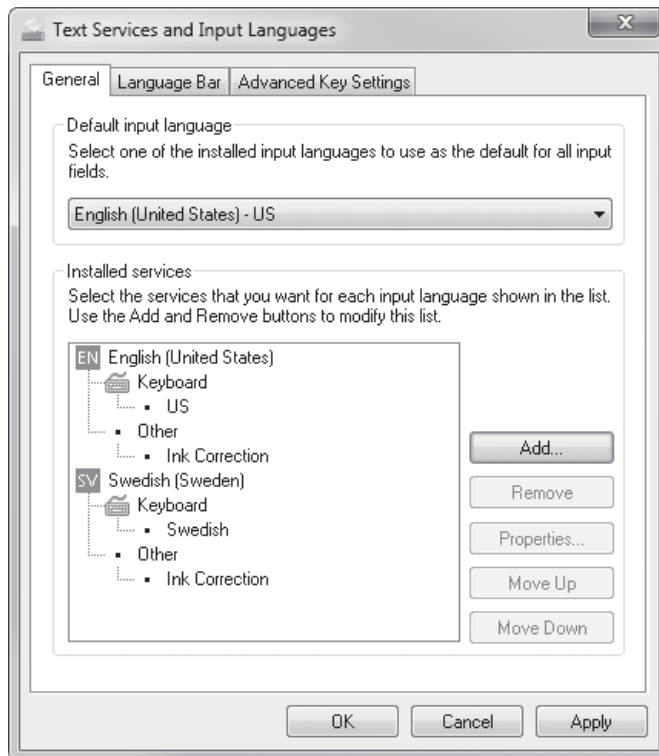 Text Services and Input Languages
General
Language Bar
Advanced Key Settings
Default input language
Select one of the installed input languages to use as the default for all input
fields.
English (United States) - US
Installed services
Select the services that you want for each input language shown in the list.
Use the Add and Remove buttons to modify this list.
EN English (United States)
Keyboard
US
Other
Ink Correction
SV Swedish (Sweden)
Keyboard
Swedish
Other
Ink Correction
Add...
Remove
Properties...
Move Up
Move Down
OK
Cancel
Apply